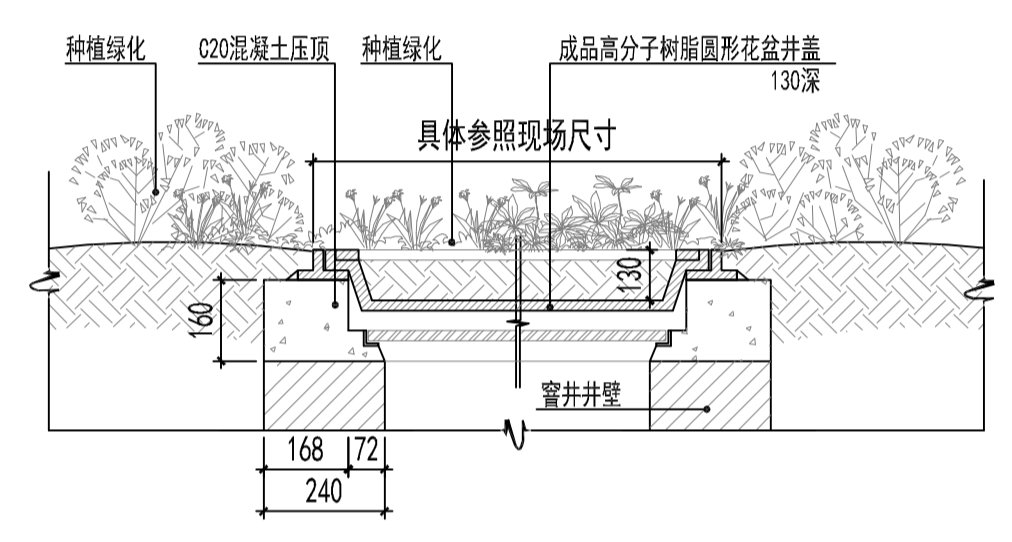 种植绿化
C20混凝土压顶
种植绿化
成品高分子树脂圆形花盆井盖
130深
具体参照现场尺寸
130
160
窨井井壁
168
72
240